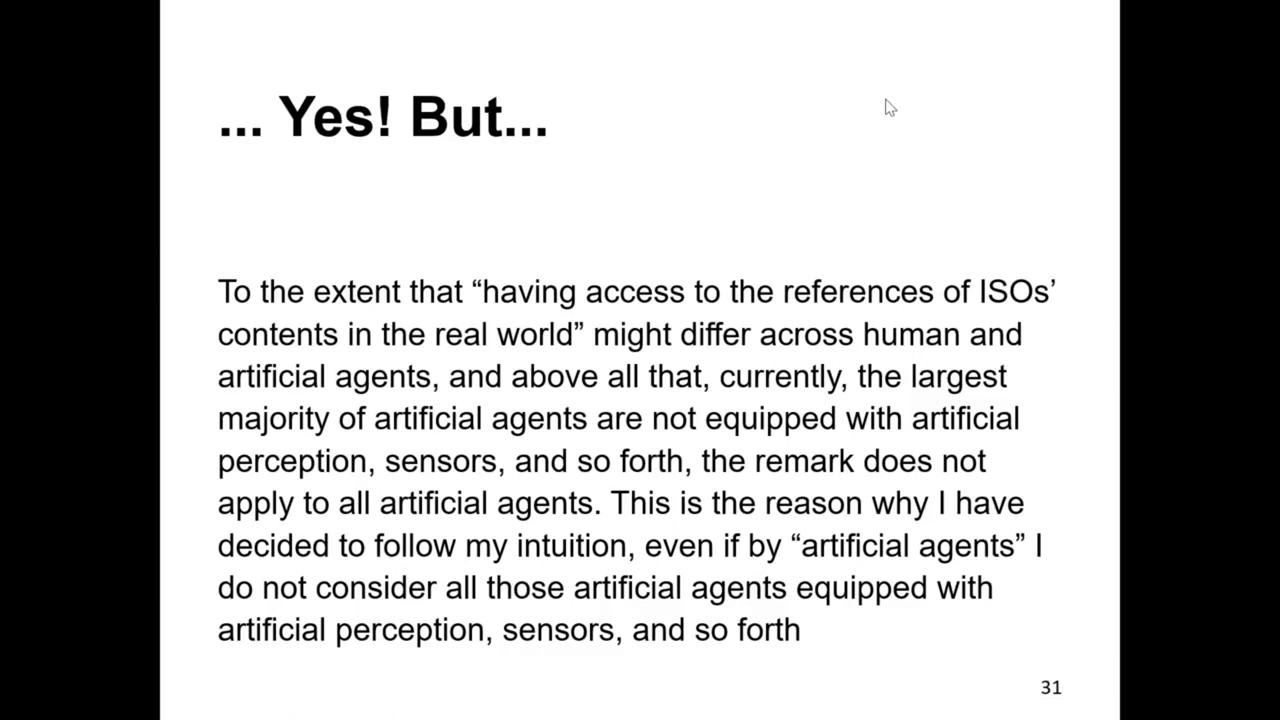 ... Yes! But...
To the extent that “having access to the references of ISOs’
contents in the real world” might differ across human and
artificial agents, and above all that, currently, the largest
majority of artificial agents are not equipped with artificial
perception, sensors, and so forth, the remark does not
apply to all artificial agents. This is the reason why I have
decided to follow my intuition, even if by “artificial agents” I
do not consider all those artificial agents equipped with
artificial perception, sensors, and so forth
31